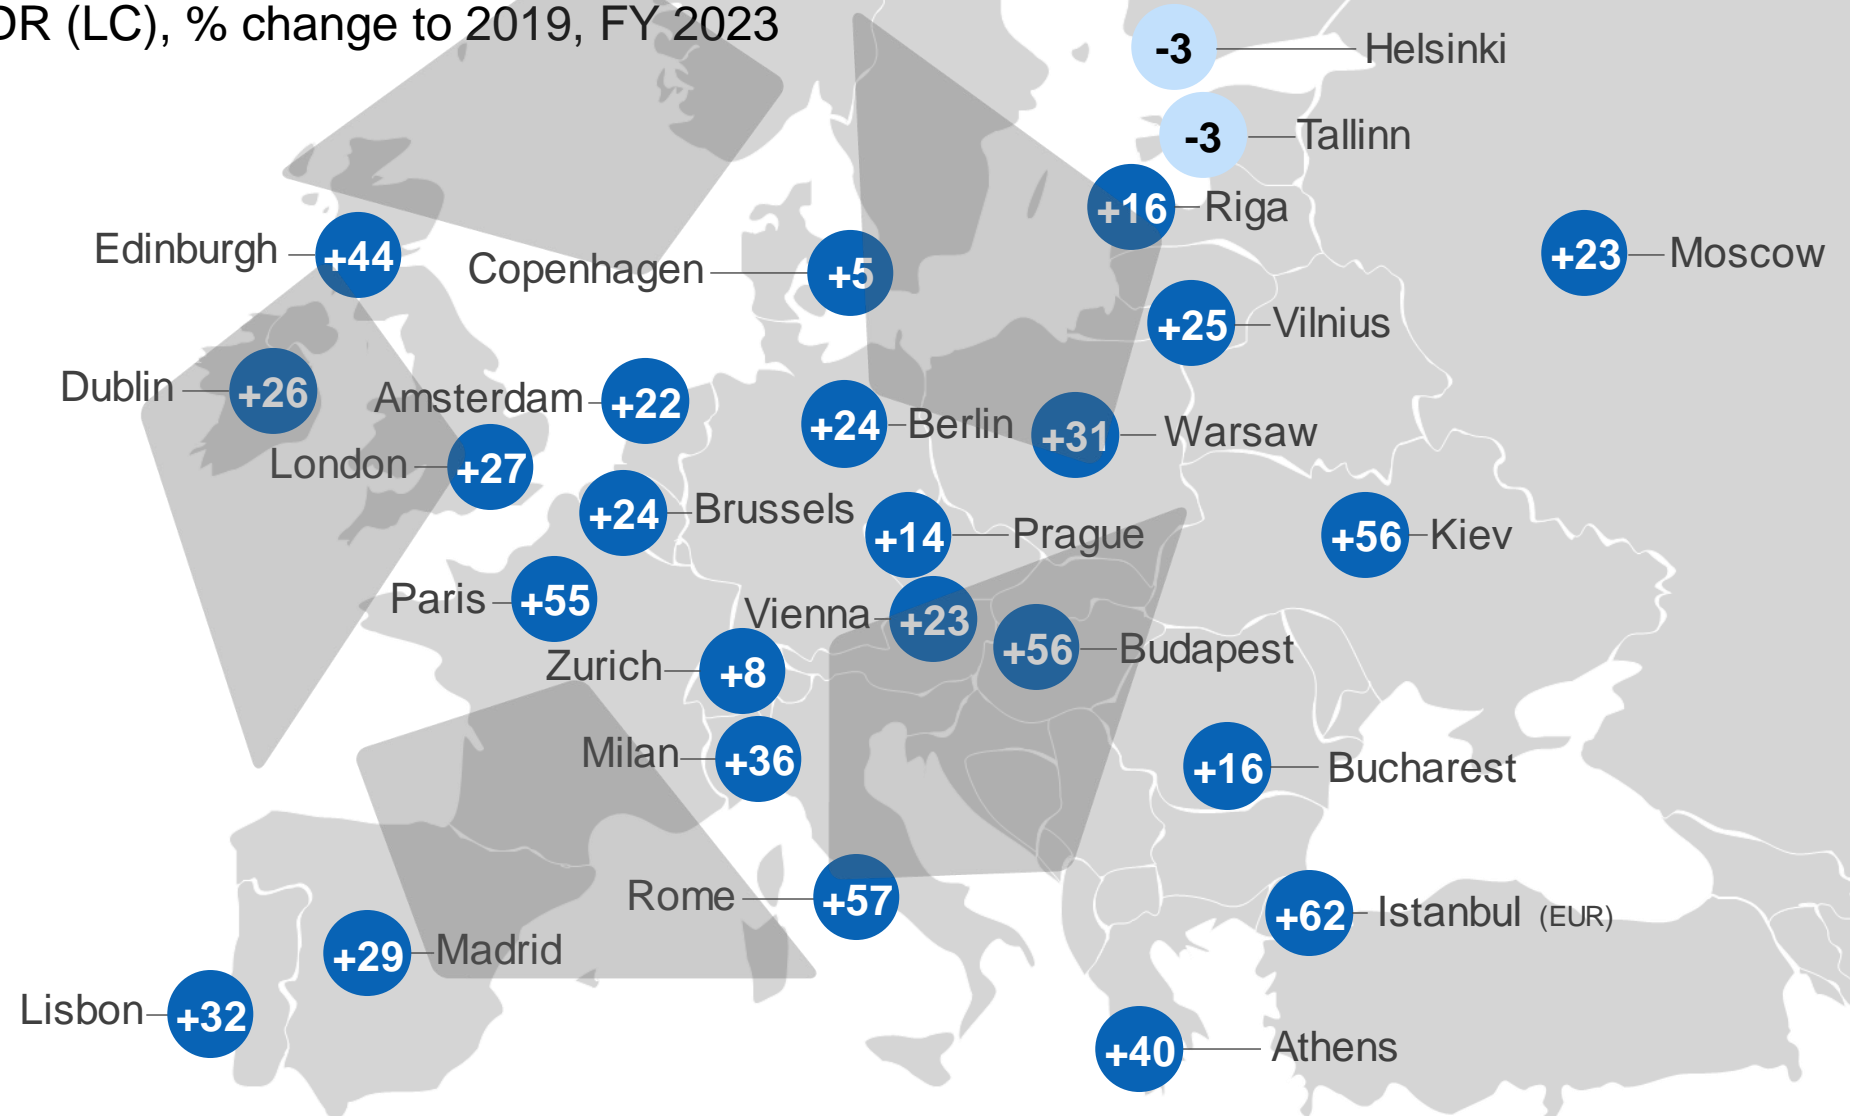 DR (LC), % change to 2019, FY 2023
-3 Helsinki
-3 Tallinn
+16 Riga
Edinburgh +44
Copenhagen +5
+23 Moscow
+25 Vilnius
Dublin +26
Amsterdam +22
+24 Berlin
+31 Warsaw
London +27
+24 Brussels
+14 Prague
+56 Kiev
Paris +55
Vienna +23
+56 Budapest
Zurich +8
Milan +36
+16 Bucharest
Rome +57
+62 Istanbul (EUR)
+29 Madrid
Lisbon +32
+40 Athens